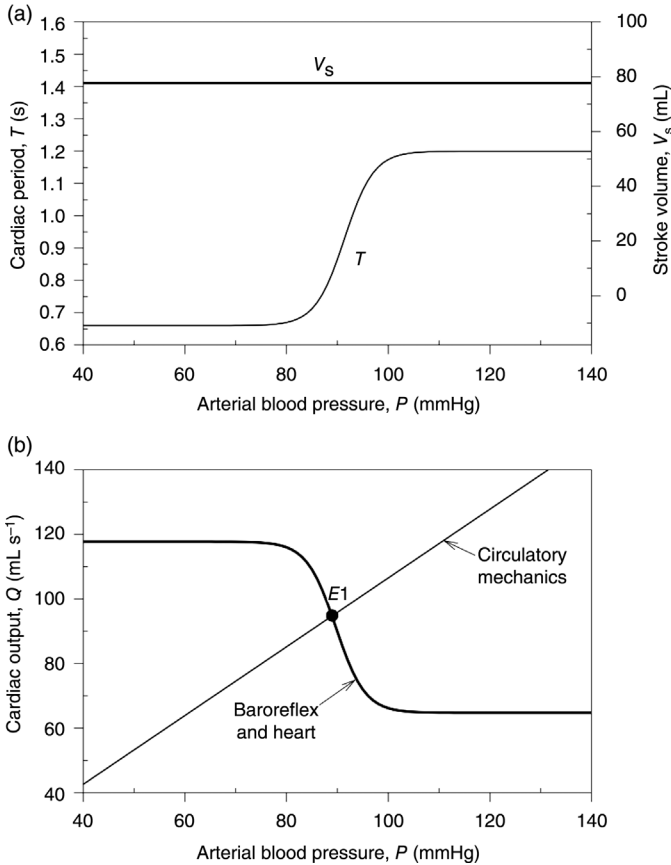 (a)
1.6
1.5
1.4
1.3
1.2
1.1
1.0
0.9
0.8
0.7
0.6
Cardiac period, T (s)
V_S
T
100
80
60
40
20
0
Stroke volume, V_s (mL)
40 60 80 100 120 140
Arterial blood pressure, P (mmHg)
(b)
140
120
100
80
60
40
Cardiac output, Q (mL s⁻¹)
E1
Circulatory
mechanics
Baroreflex
and heart
40 60 80 100 120 140
Arterial blood pressure, P (mmHg)